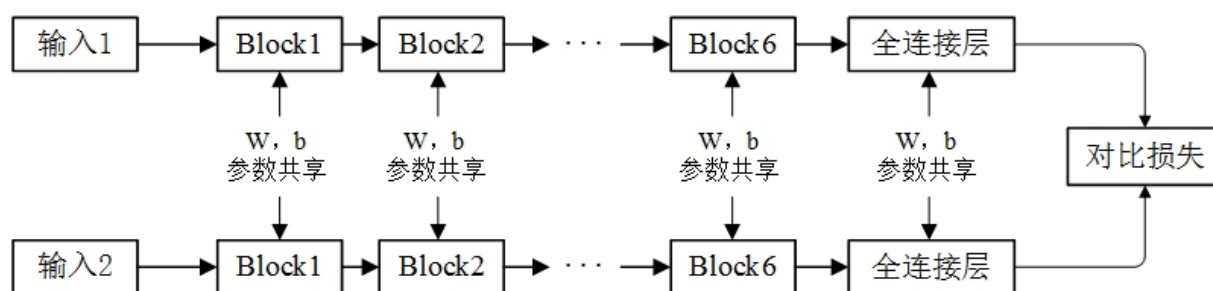 输入1
Block1
Block2
···
Block6
全连接层
W，b
参数共享
W，b
参数共享
W，b
参数共享
W，b
参数共享
对比损失
输入2
Block1
Block2
···
Block6
全连接层